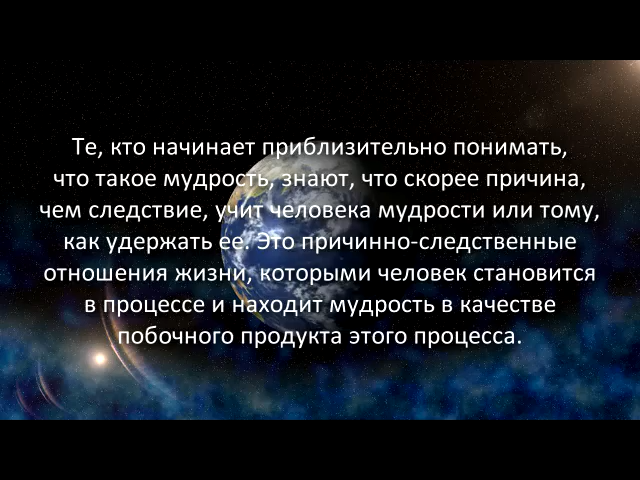 Те, кто начинает приблизительно понимать,
что такое мудрость, знают, что скорее причина,
чем следствие, учит человека мудрости или тому,
как удержать ее. Это причинно-следственные
отношения жизни, которыми человек становится
в процессе и находит мудрость в качестве
побочного продукта этого процесса.